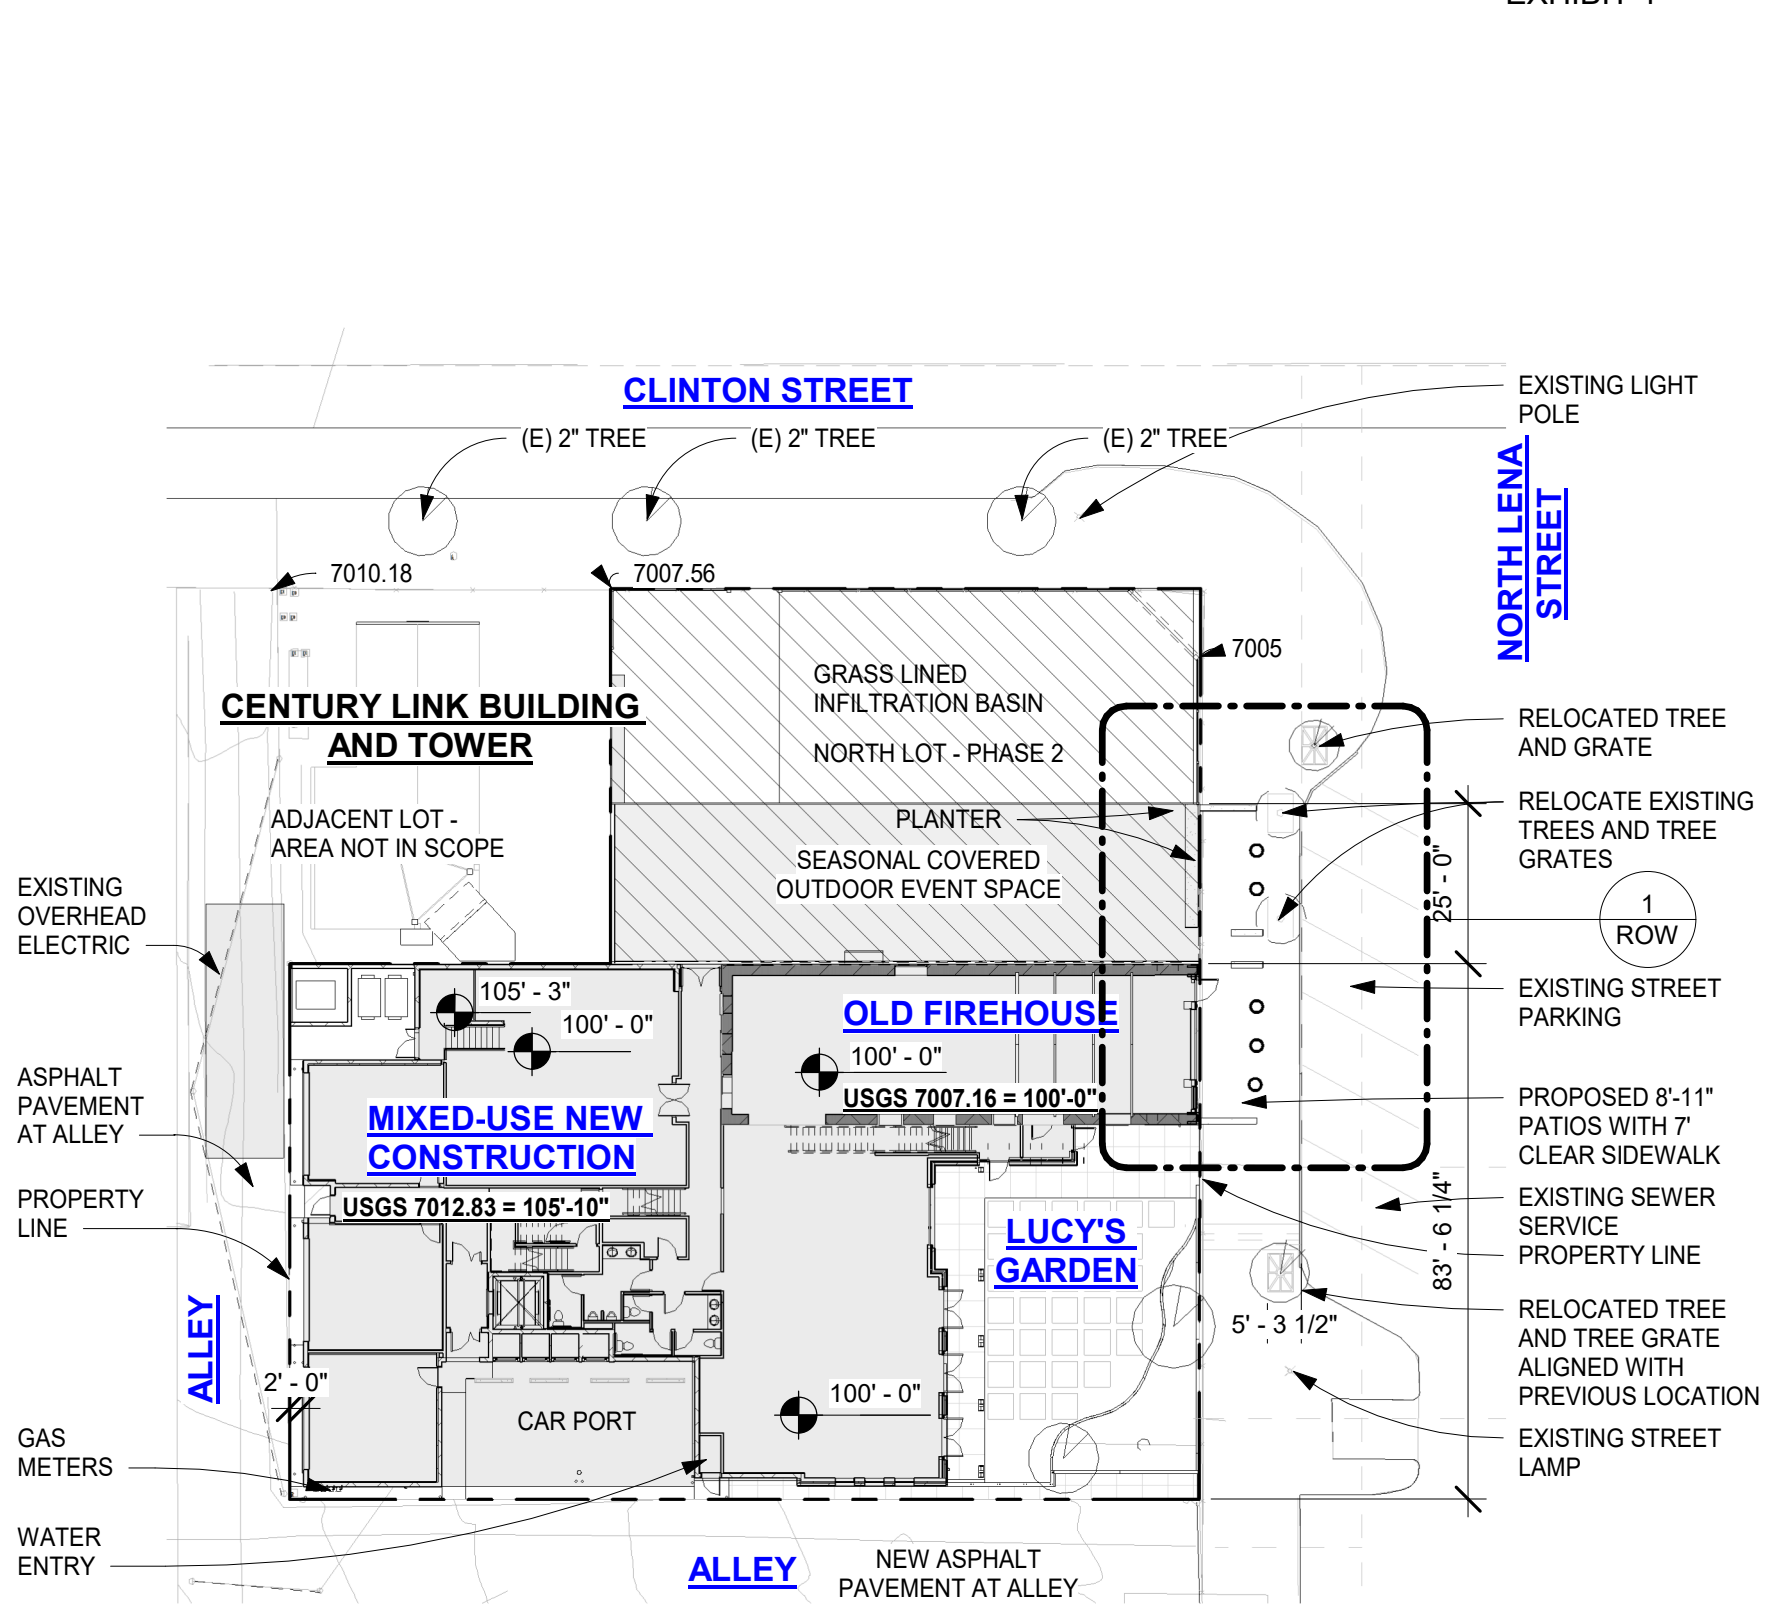 CLINTON STREET
EXISTING LIGHT
POLE
(E) 2" TREE
(E) 2" TREE
(E) 2" TREE
NORTH LENA
STREET
7010.18
7007.56
7005
GRASS LINED
INFILTRATION BASIN
NORTH LOT - PHASE 2
CENTURY LINK BUILDING
AND TOWER
RELOCATED TREE
AND GRATE
ADJACENT LOT -
AREA NOT IN SCOPE
PLANTER
SEASONAL COVERED
OUTDOOR EVENT SPACE
RELOCATE EXISTING
TREES AND TREE
GRATES
25' - 0"
1
ROW
EXISTING
OVERHEAD
ELECTRIC
105' - 3"
100' - 0"
OLD FIREHOUSE
100' - 0"
USGS 7007.16 = 100'-0"
EXISTING STREET
PARKING
ASPHALT
PAVEMENT
AT ALLEY
MIXED-USE NEW
CONSTRUCTION
USGS 7012.83 = 105'-10"
PROPOSED 8'-11"
PATIOS WITH 7'
CLEAR SIDEWALK
PROPERTY
LINE
EXISTING SEWER
SERVICE
PROPERTY LINE
83' - 6 1/4"
LUCY'S
GARDEN
ALLEY
5' - 3 1/2"
RELOCATED TREE
AND TREE GRATE
ALIGNED WITH
PREVIOUS LOCATION
2' - 0"
CAR PORT
100' - 0"
GAS
METERS
EXISTING STREET
LAMP
WATER
ENTRY
ALLEY
NEW ASPHALT
PAVEMENT AT ALLEY